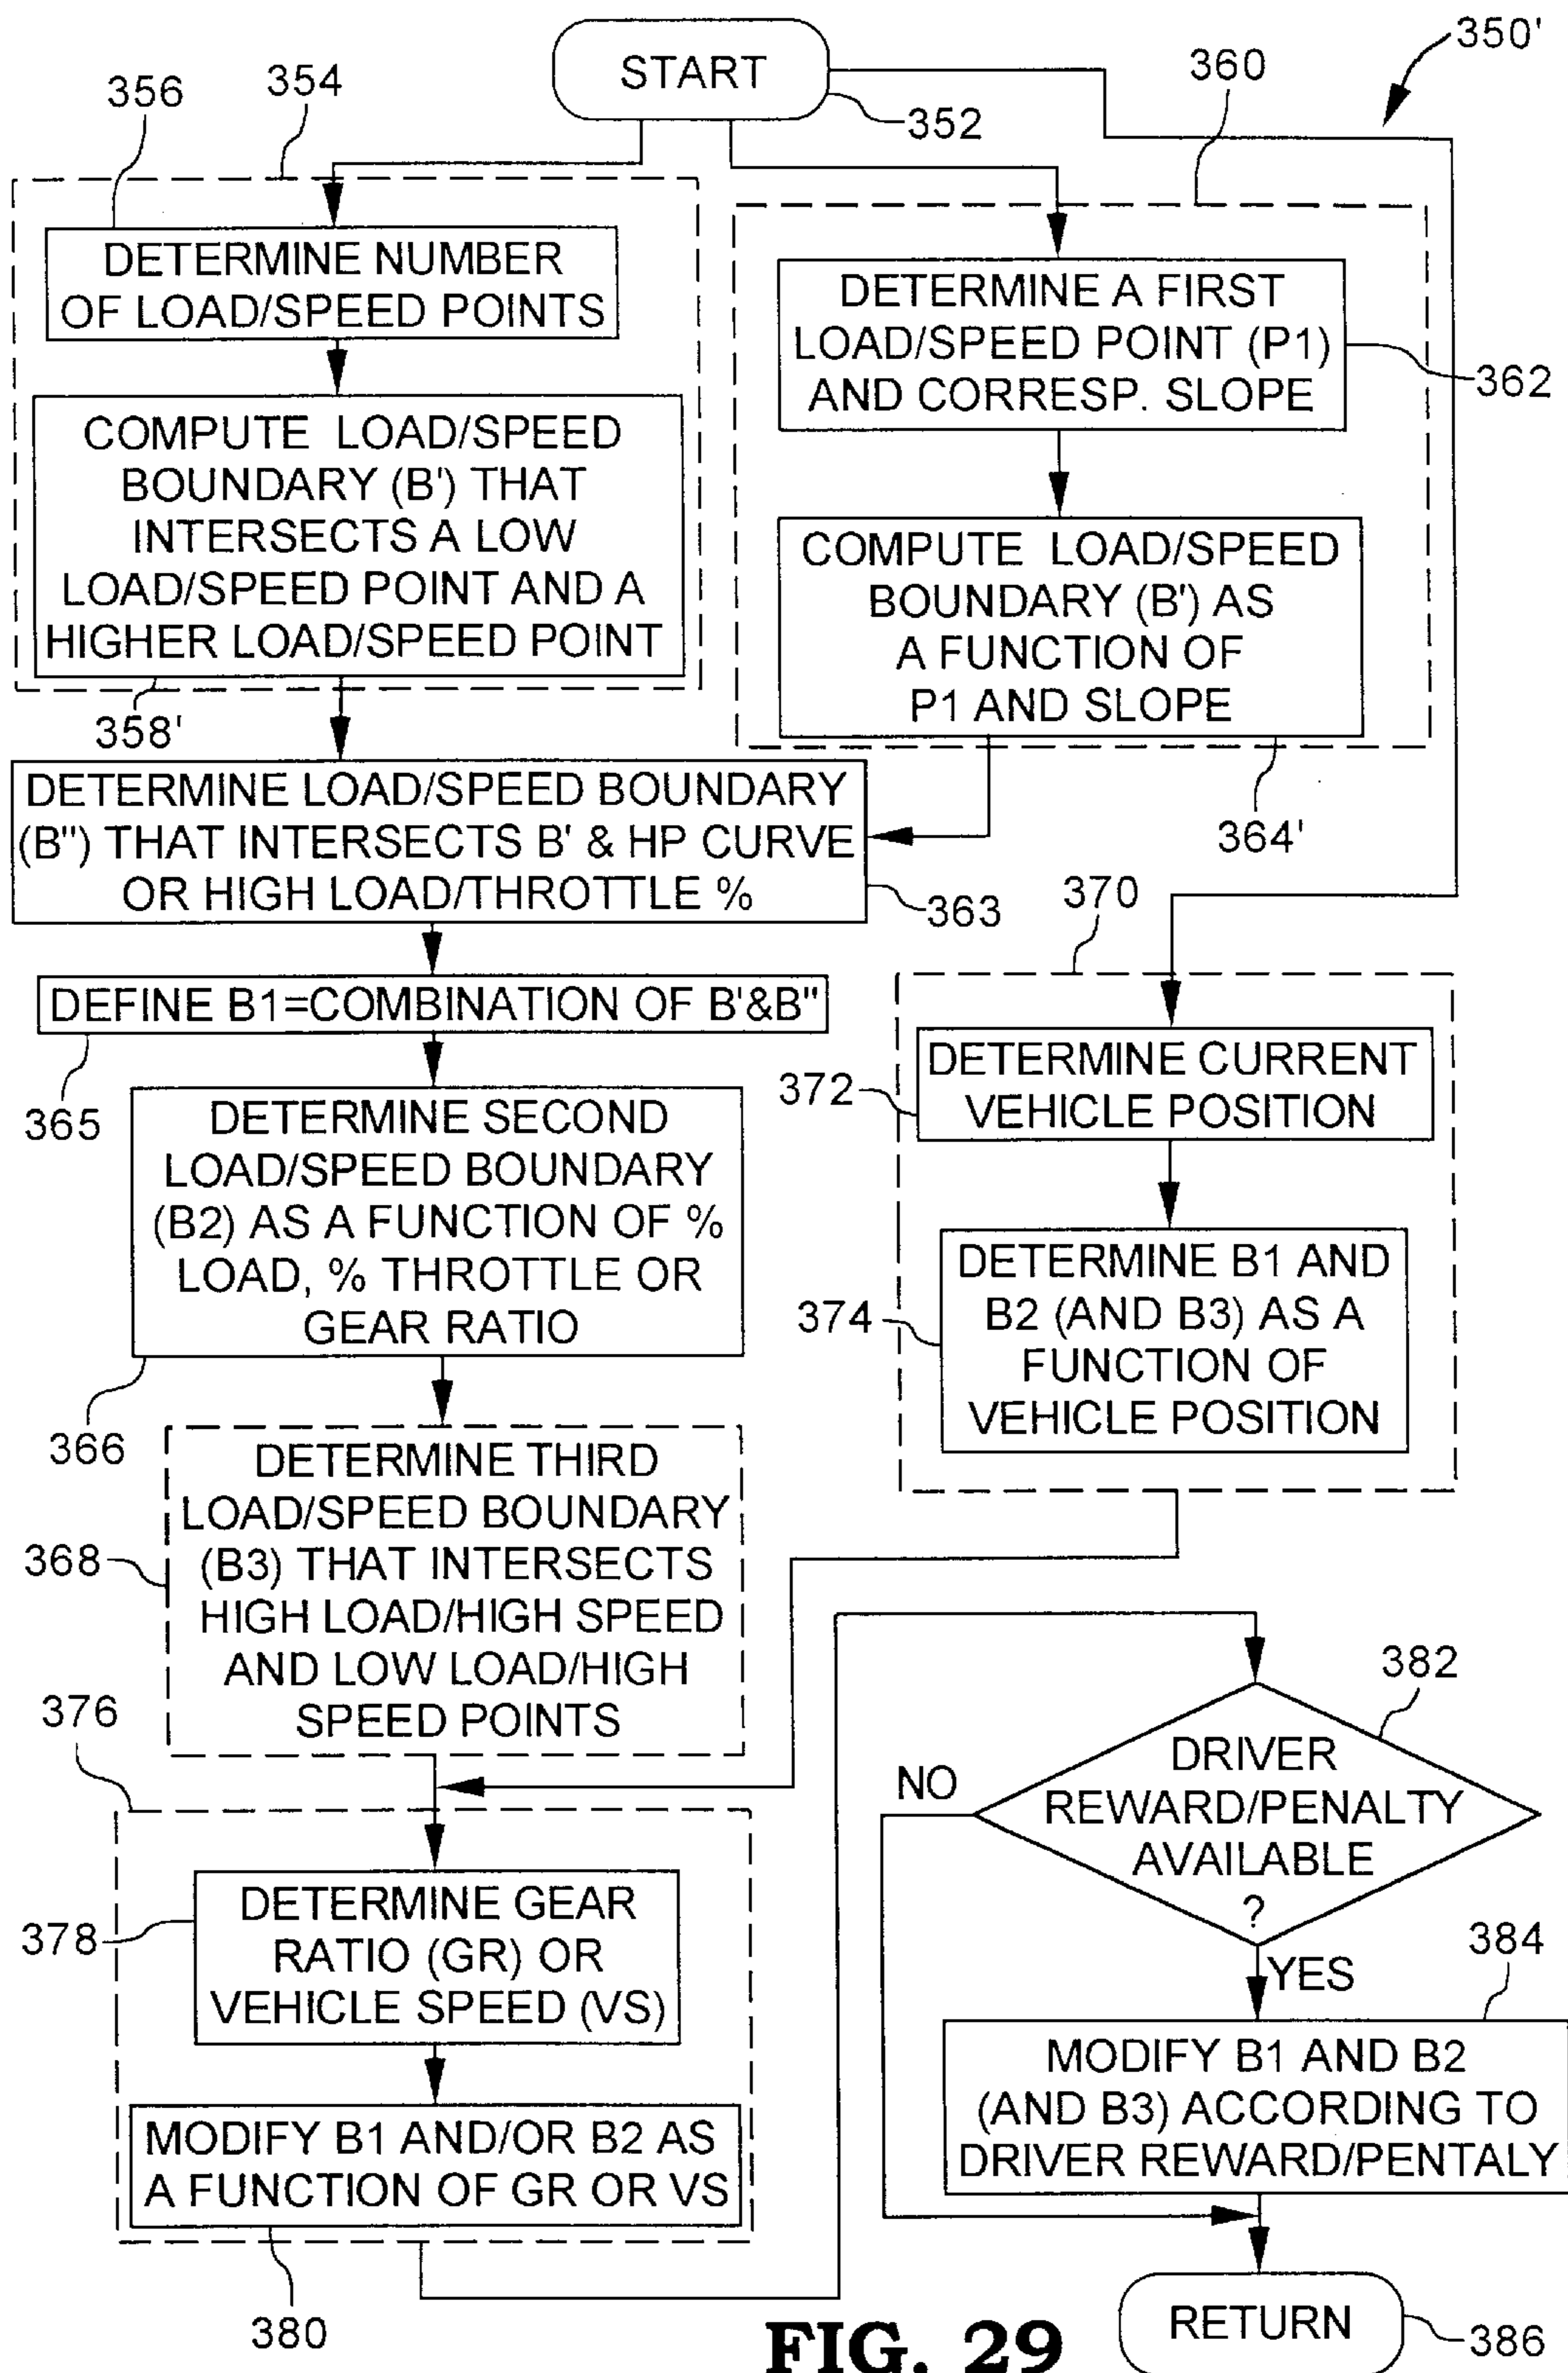 350'
START
352
354
356
360
DETERMINE NUMBER
OF LOAD/SPEED POINTS
COMPUTE LOAD/SPEED
BOUNDARY (B') THAT
INTERSECTS A LOW
LOAD/SPEED POINT AND A
HIGHER LOAD/SPEED POINT
358'
DETERMINE A FIRST
LOAD/SPEED POINT (P1)
AND CORRESP. SLOPE
362
COMPUTE LOAD/SPEED
BOUNDARY (B') AS
A FUNCTION OF
P1 AND SLOPE
364'
DETERMINE LOAD/SPEED BOUNDARY
(B") THAT INTERSECTS B' & HP CURVE
OR HIGH LOAD/THROTTLE %
363
DEFINE B1=COMBINATION OF B'&B"
365
DETERMINE SECOND
LOAD/SPEED BOUNDARY
(B2) AS A FUNCTION OF %
LOAD, % THROTTLE OR
GEAR RATIO
366
DETERMINE THIRD
LOAD/SPEED BOUNDARY
(B3) THAT INTERSECTS
HIGH LOAD/HIGH SPEED
AND LOW LOAD/HIGH
SPEED POINTS
368
370
DETERMINE CURRENT
VEHICLE POSITION
372
DETERMINE B1 AND
B2 (AND B3) AS A
FUNCTION OF
VEHICLE POSITION
374
376
DETERMINE GEAR
RATIO (GR) OR
VEHICLE SPEED (VS)
378
MODIFY B1 AND/OR B2 AS
A FUNCTION OF GR OR VS
380
382
DRIVER
REWARD/PENALTY
AVAILABLE
?
NO
YES
384
MODIFY B1 AND B2
(AND B3) ACCORDING TO
DRIVER REWARD/PENTALY
RETURN
386
FIG. 29